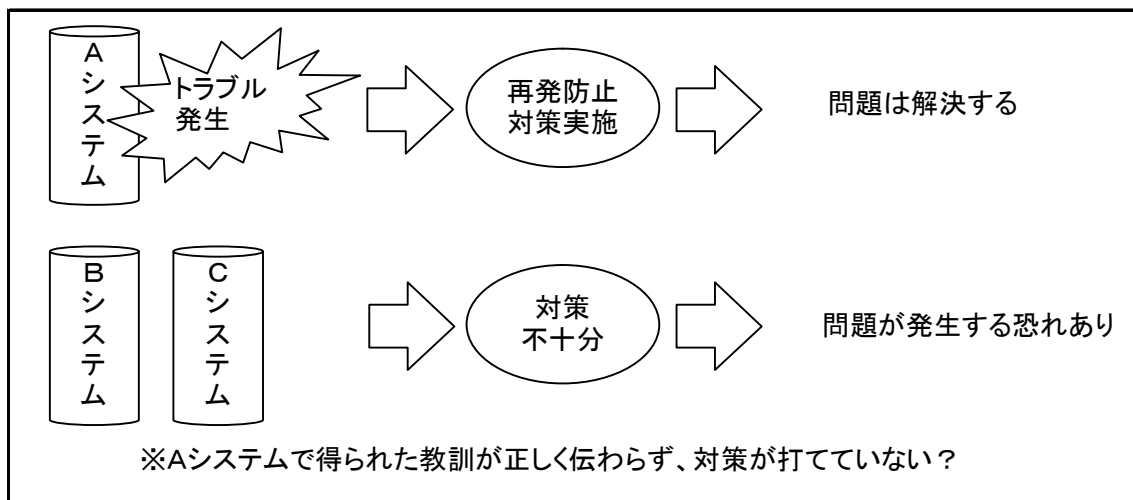 Aシステム
トラブル
発生
再発防止
対策実施
問題は解決する
Bシステム
Cシステム
対策
不十分
問題が発生する恐れあり
※Aシステムで得られた教訓が正しく伝わらず、対策が打てていない？